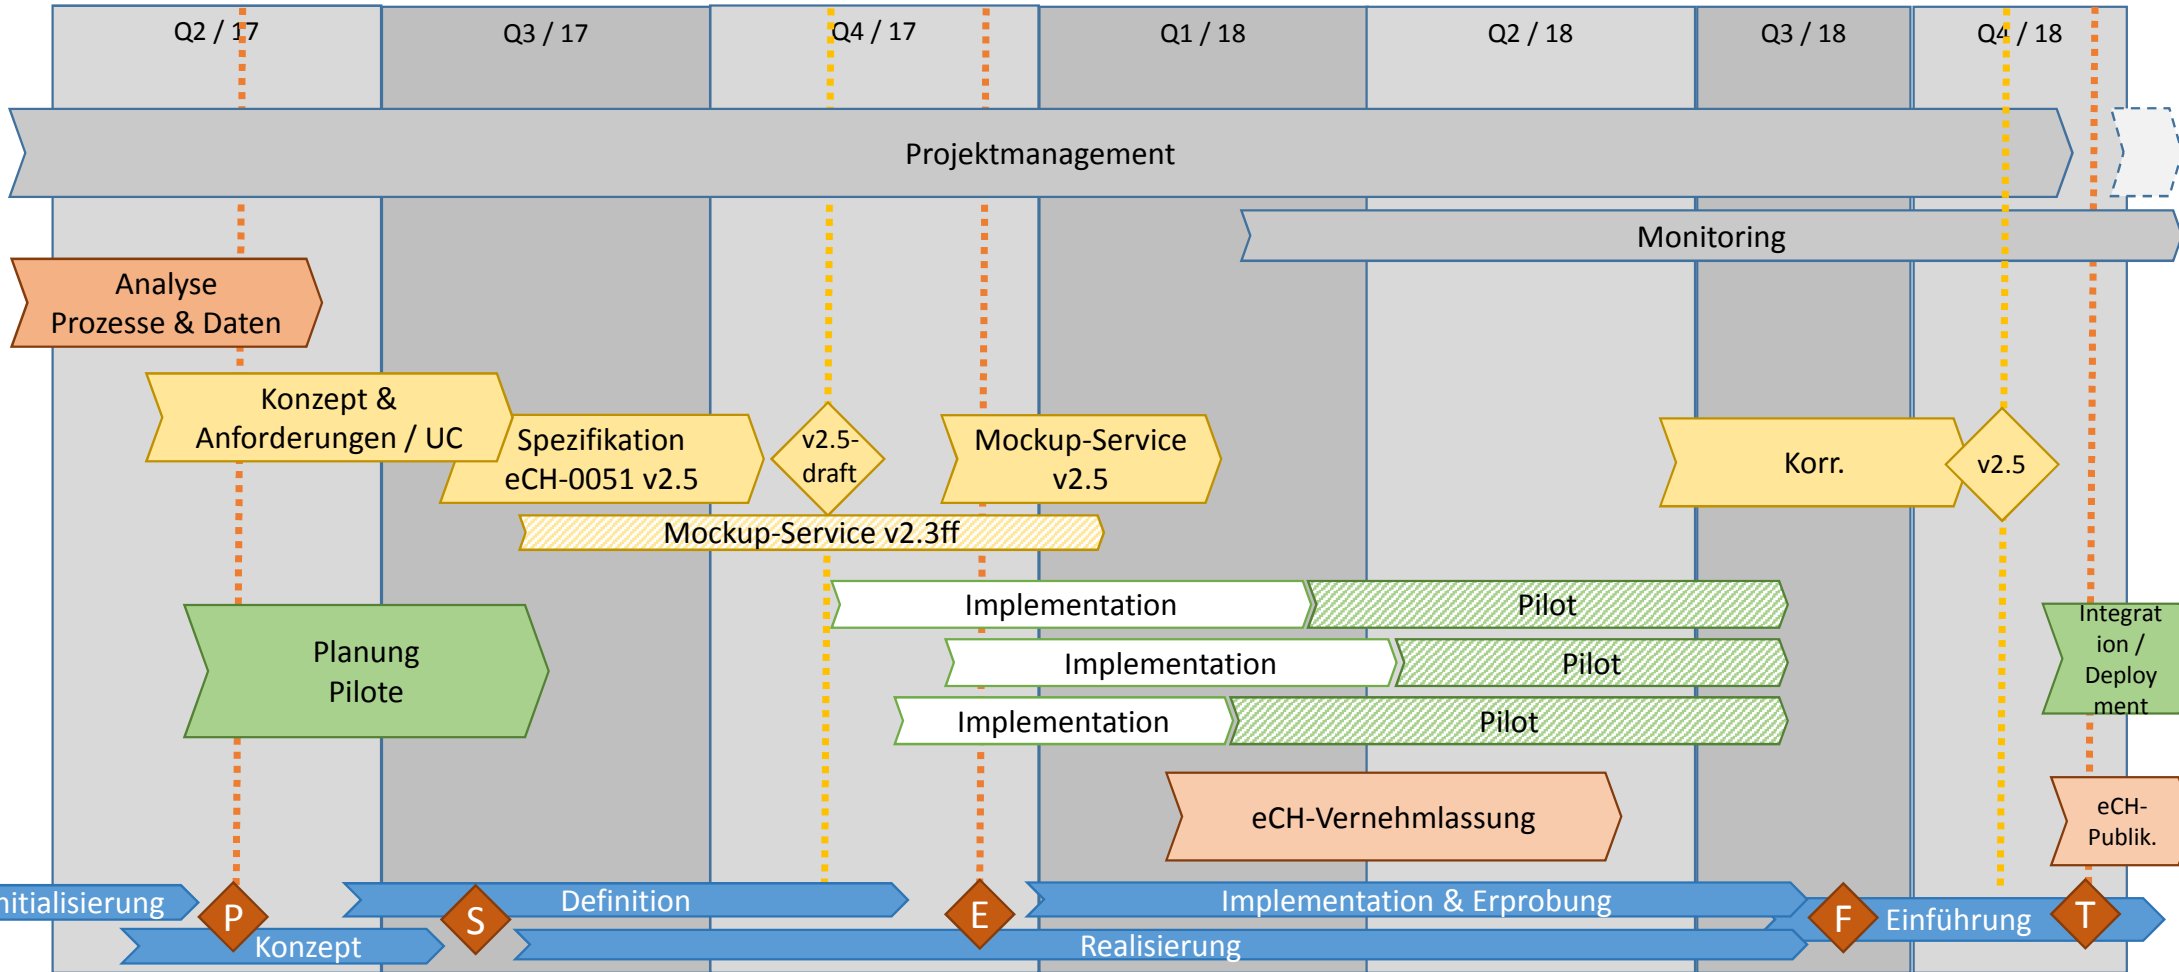 Q2 / 17
Q3 / 17
Q4 / 17
Q1 / 18
Q2 / 18
Q3 / 18
Q4 / 18
Projektmanagement
Monitoring
Analyse
Prozesse & Daten
Konzept &
Anforderungen / UC
Spezifikation
eCH-0051 v2.5
v2.5-
draft
Mockup-Service
v2.5
Korr.
v2.5
Mockup-Service v2.3ff
Implementation
Pilot
Planung
Pilote
Implementation
Pilot
Implementation
Pilot
Integrat
ion /
Deploy
ment
eCH-Vernehmlassung
eCH-
Publik.
nitialisierung
P
Definition
S
E
Implementation & Erprobung
F
Einführung
T
Konzept
Realisierung